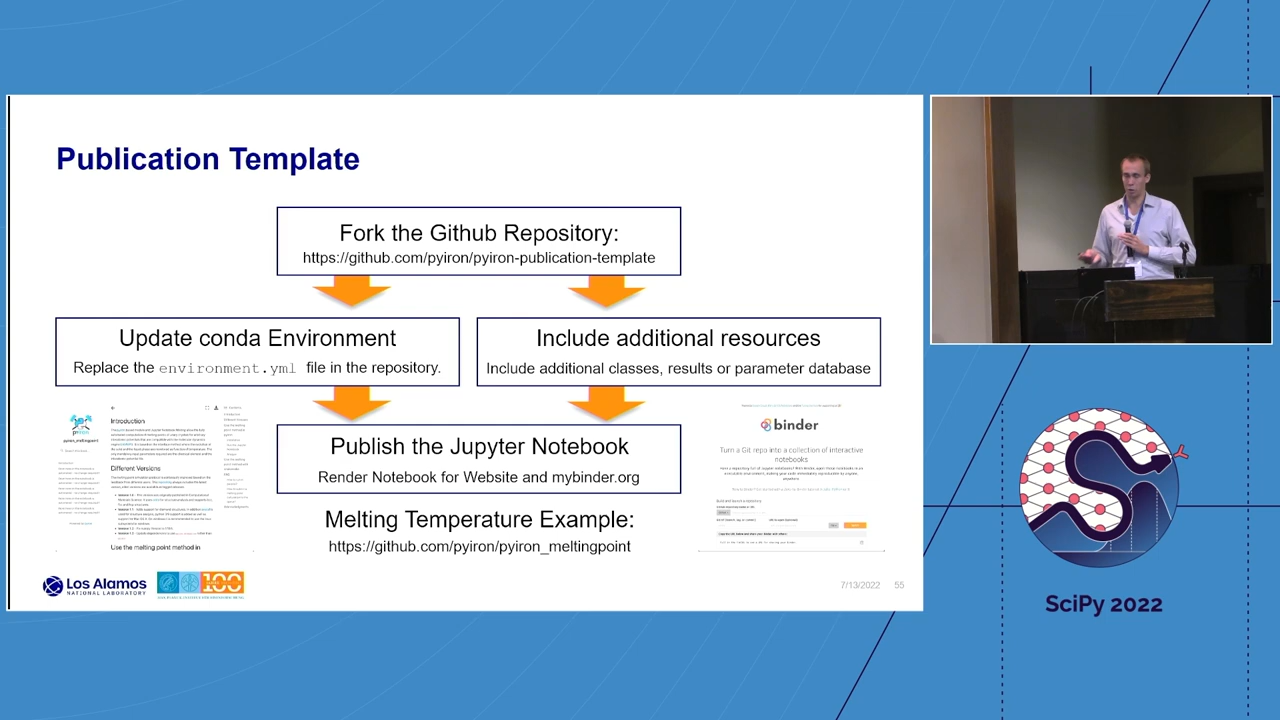 Publication Template
Fork the Github Repository:
https://github.com/pyiron/pyiron-publication-template
Update conda Environment
Replace the environment.yml file in the repository.
Include additional resources
Include additional classes, results or parameter database
Publish the Jupyter Notebook
Render Notebook for Website and mybinder.org
Melting Temperature Example:
https://github.com/pyiron/pyiron_meltingpoint
pyiron
pyiron_meltingpoint
Introduction
Different Versions
Use the melting point method in
binder
Turn a Git repo into a collection of interactive
notebooks
Los Alamos
NATIONAL LABORATORY
100
7/13/2022 55
SciPy 2022